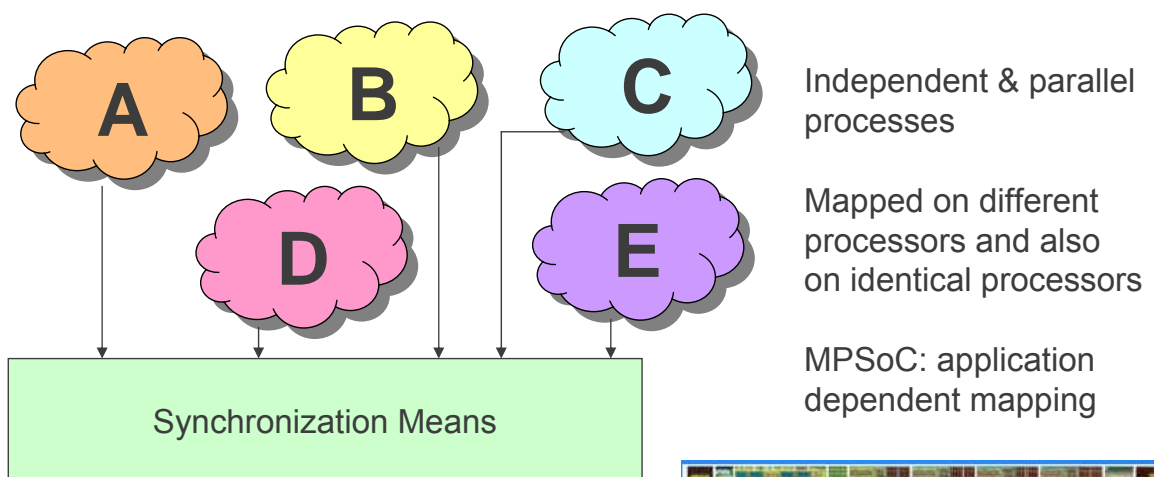 A
B
C
D
E
Independent & parallel
processes
Mapped on different
processors and also
on identical processors
MPSoC: application
dependent mapping
Synchronization Means